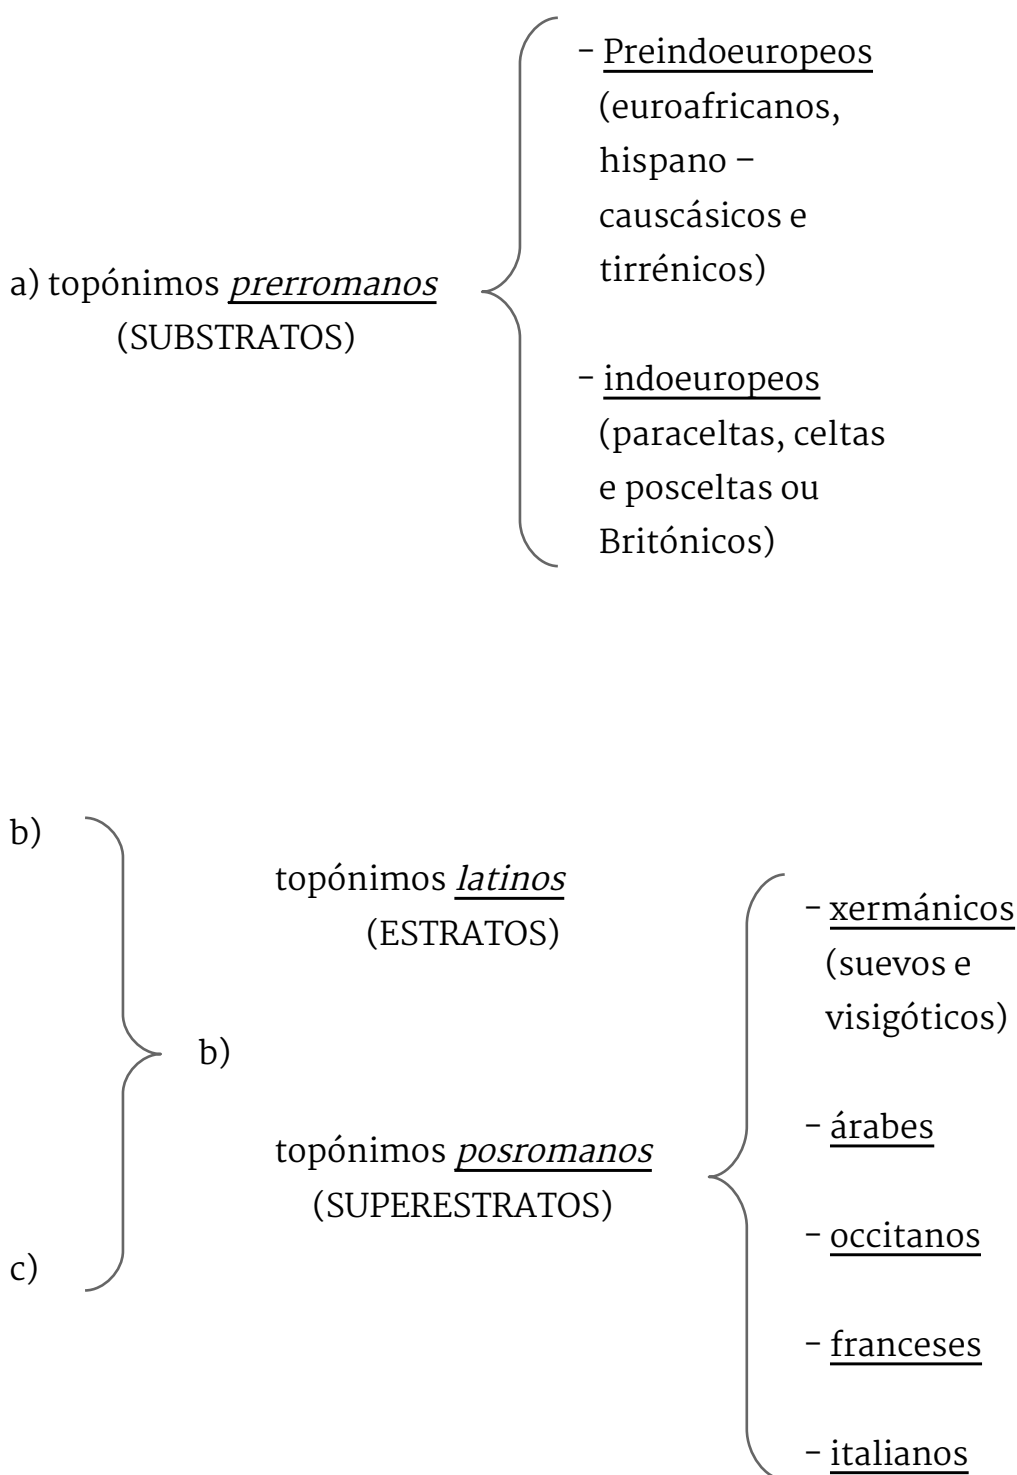 a) topónimos prerromanos
(SUBSTRATOS)
– Preindoeuropeos
(euroafricanos,
hispano –
causcásicos e
tirrénicos)
– indoeuropeos
(paraceltas, celtas
e posceltas ou
Británicos)
b)
c)
b)
topónimos latinos
(ESTRATOS)
topónimos posromanos
(SUPERESTRATOS)
– xermánicos
(suevos e
visigóticos)
– árabes
– occitanos
– franceses
– italianos